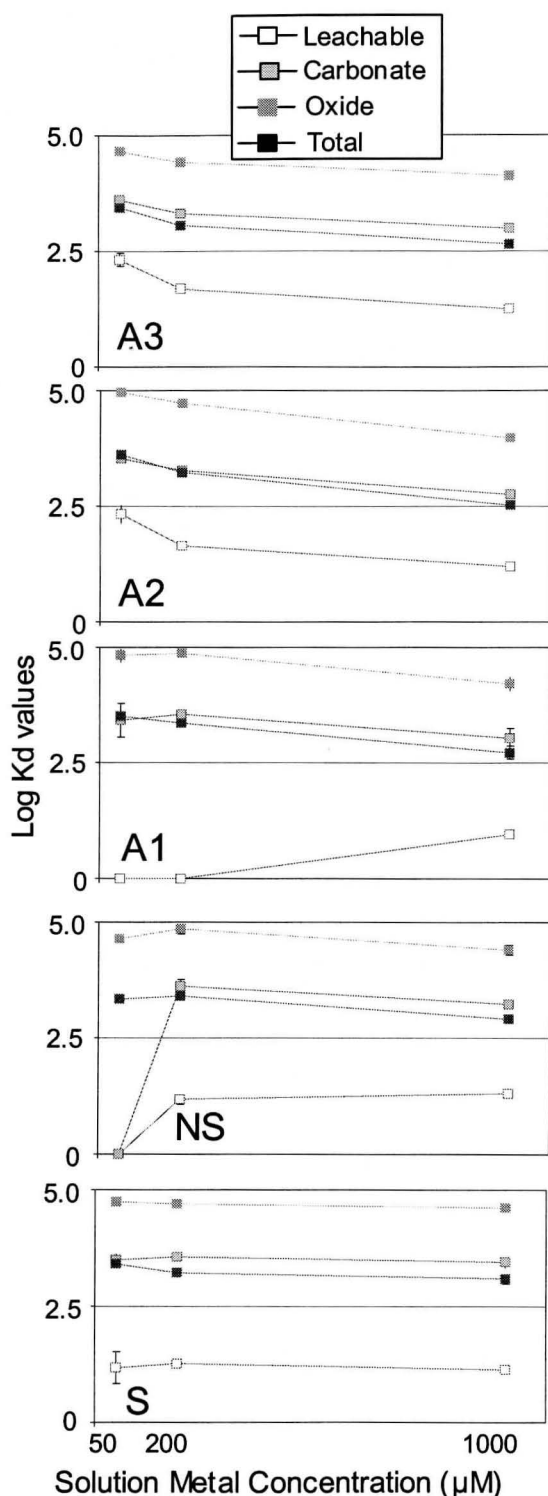 Leachable
Carbonate
Oxide
Total
5.0
2.5
0
A3
5.0
2.5
0
A2
5.0
2.5
0
A1
5.0
2.5
0
NS
5.0
2.5
0
S
Log Kd values
50 200 1000
Solution Metal Concentration (µM)